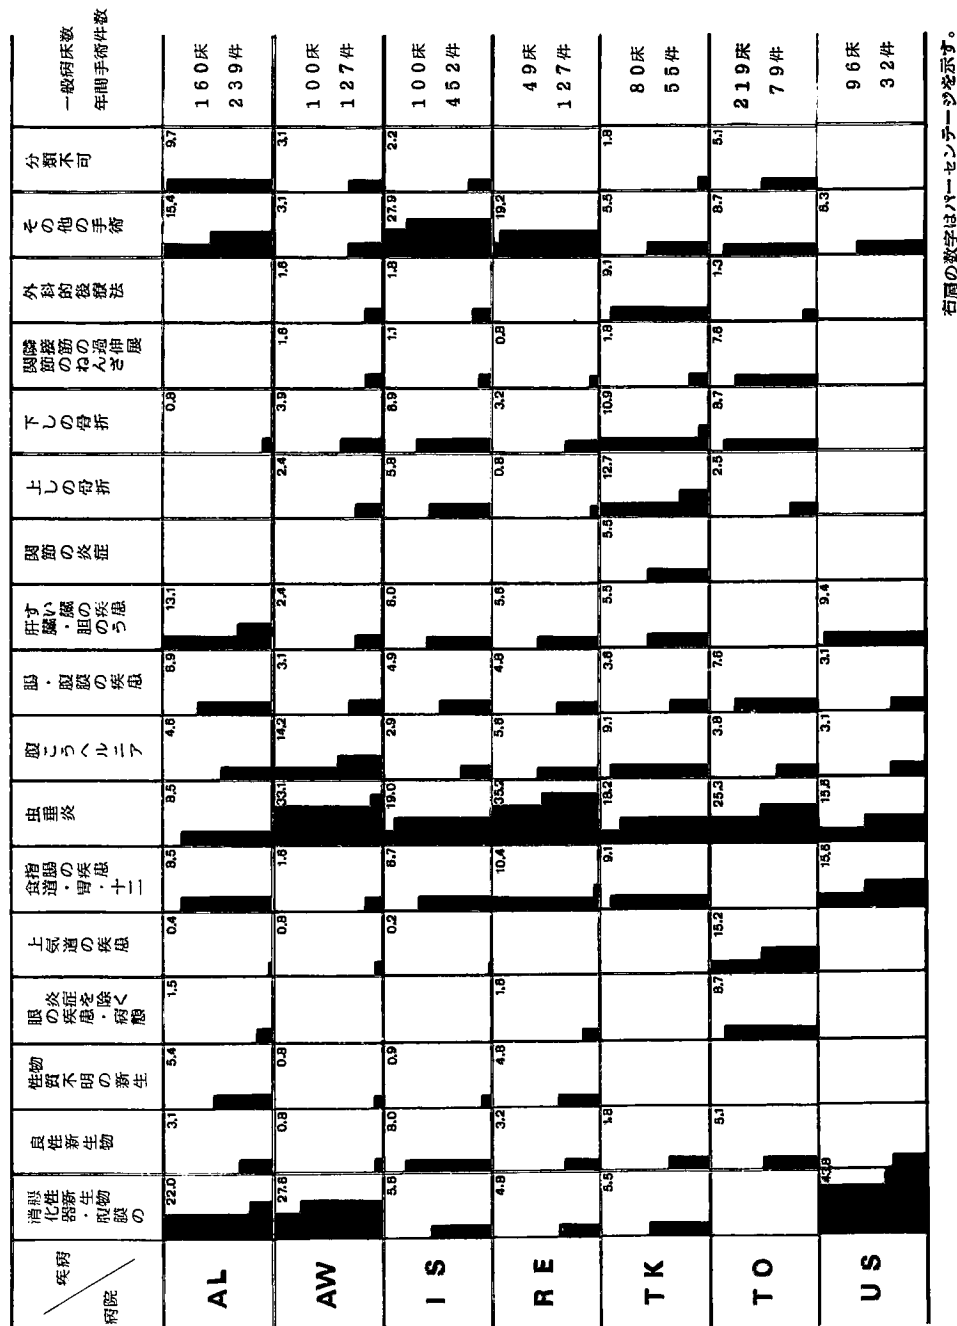 疾病
病院
消化器・腹膜の悪性新生物
良性新生物
性質不明の新生物
眼の炎症を除く疾患・病態
上気道の疾患
食道・胃・十二指腸の疾患
虫垂炎
腹こうヘルニア
腸・腹膜の疾患
肝臓・胆のうすい臓の疾患
関節の炎症
上しの骨折
下しの骨折
関節のねんざ隣接筋の過伸展
外科的後療法
その他の手術
分類不可
一般病床数
年間手術件数
AL 22.0 3.1 5.4 1.5 0.4 8.5 8.5 4.6 6.9 13.1 0.8 15.4 9.7 160床
239件
AW 27.6 0.8 0.8 0.8 1.6 33.1 14.2 3.1 2.4 2.4 3.9 1.6 1.6 3.1 3.1 100床
127件
IS 5.8 8.0 0.9 0.2 6.7 19.0 2.9 4.9 6.0 5.8 6.9 1.1 1.8 27.9 2.2 100床
452件
RE 4.8 3.2 4.8 1.6 10.4 35.2 5.6 4.8 5.6 0.8 3.2 0.8 19.2 49床
127件
TK 5.5 1.8 9.1 18.2 9.1 3.6 5.5 5.5 12.7 10.9 1.8 9.1 5.5 1.8 80床
55件
TO 5.1 8.7 15.2 25.3 3.8 7.6 2.5 8.7 7.6 1.3 8.7 5.1 219床
79件
US 43.8 15.6 15.6 3.1 3.1 9.4 6.3 96床
32件
右肩の数字はパーセンテージを示す。